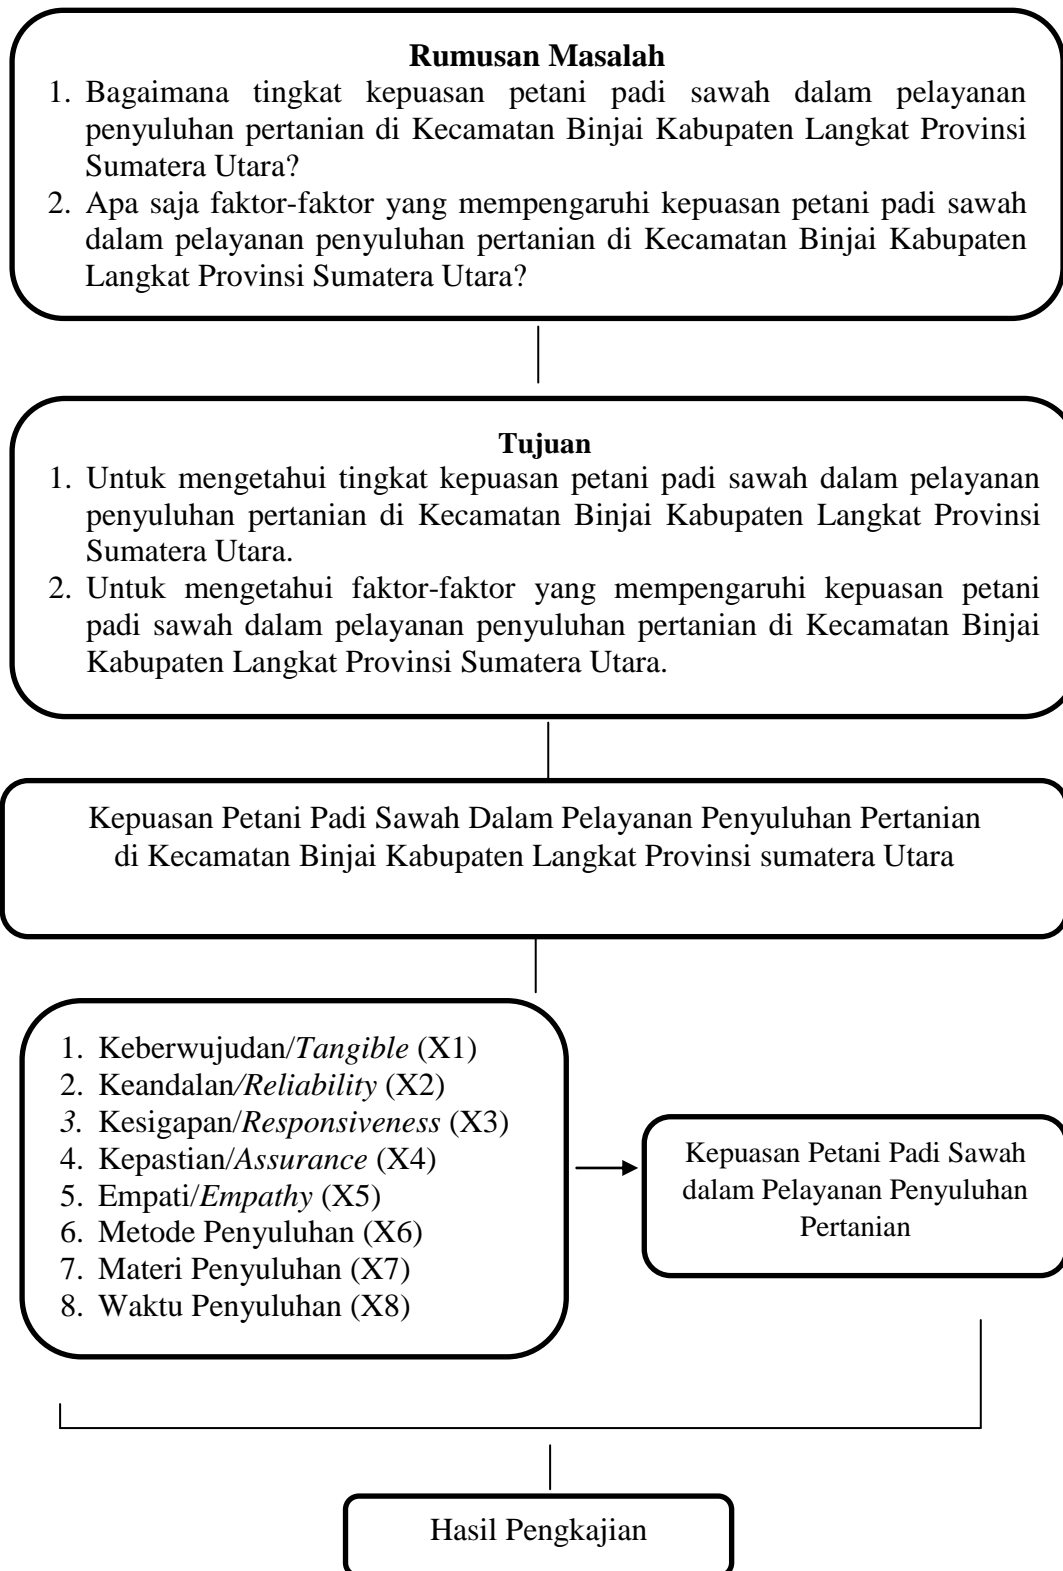 Rumusan Masalah
1. Bagaimana tingkat kepuasan petani padi sawah dalam pelayanan
penyuluhan pertanian di Kecamatan Binjai Kabupaten Langkat Provinsi
Sumatera Utara?
2. Apa saja faktor-faktor yang mempengaruhi kepuasan petani padi sawah
dalam pelayanan penyuluhan pertanian di Kecamatan Binjai Kabupaten
Langkat Provinsi Sumatera Utara?
Tujuan
1. Untuk mengetahui tingkat kepuasan petani padi sawah dalam pelayanan
penyuluhan pertanian di Kecamatan Binjai Kabupaten Langkat Provinsi
Sumatera Utara.
2. Untuk mengetahui faktor-faktor yang mempengaruhi kepuasan petani
padi sawah dalam pelayanan penyuluhan pertanian di Kecamatan Binjai
Kabupaten Langkat Provinsi Sumatera Utara.
Kepuasan Petani Padi Sawah Dalam Pelayanan Penyuluhan Pertanian
di Kecamatan Binjai Kabupaten Langkat Provinsi sumatera Utara
1. Keberwujudan/Tangible (X1)
2. Keandalan/Reliability (X2)
3. Kesigapan/Responsiveness (X3)
4. Kepastian/Assurance (X4)
5. Empati/Empathy (X5)
6. Metode Penyuluhan (X6)
7. Materi Penyuluhan (X7)
8. Waktu Penyuluhan (X8)
Kepuasan Petani Padi Sawah
dalam Pelayanan Penyuluhan
Pertanian
Hasil Pengkajian